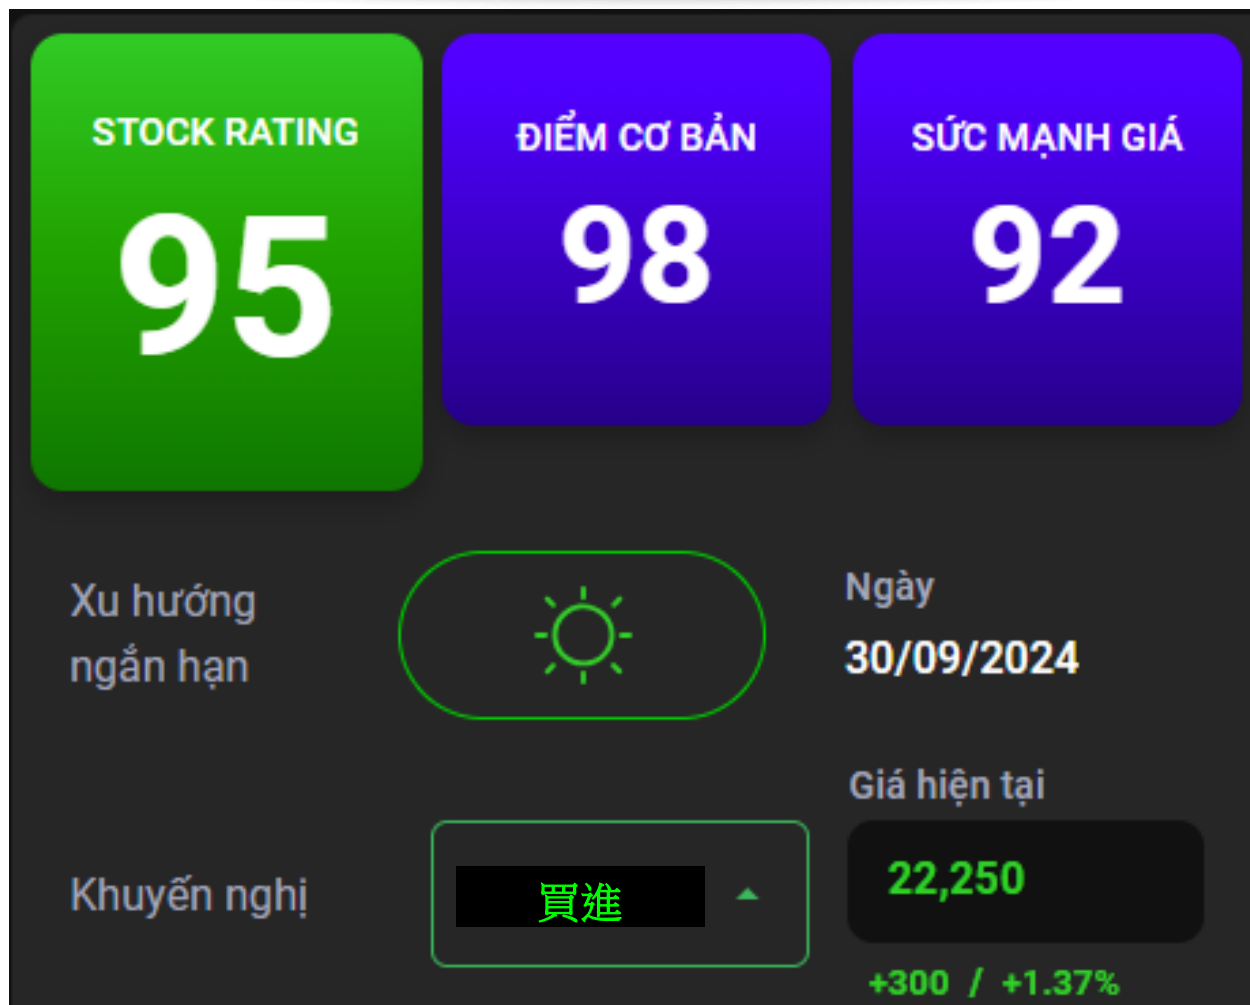 STOCK RATING
95
ĐIỂM CƠ BẢN
98
SỨC MẠNH GIÁ
92
Xu hướng
ngắn hạn
Ngày
30/09/2024
Khuyến nghị
買進
Giá hiện tại
22,250
+300 / +1.37%